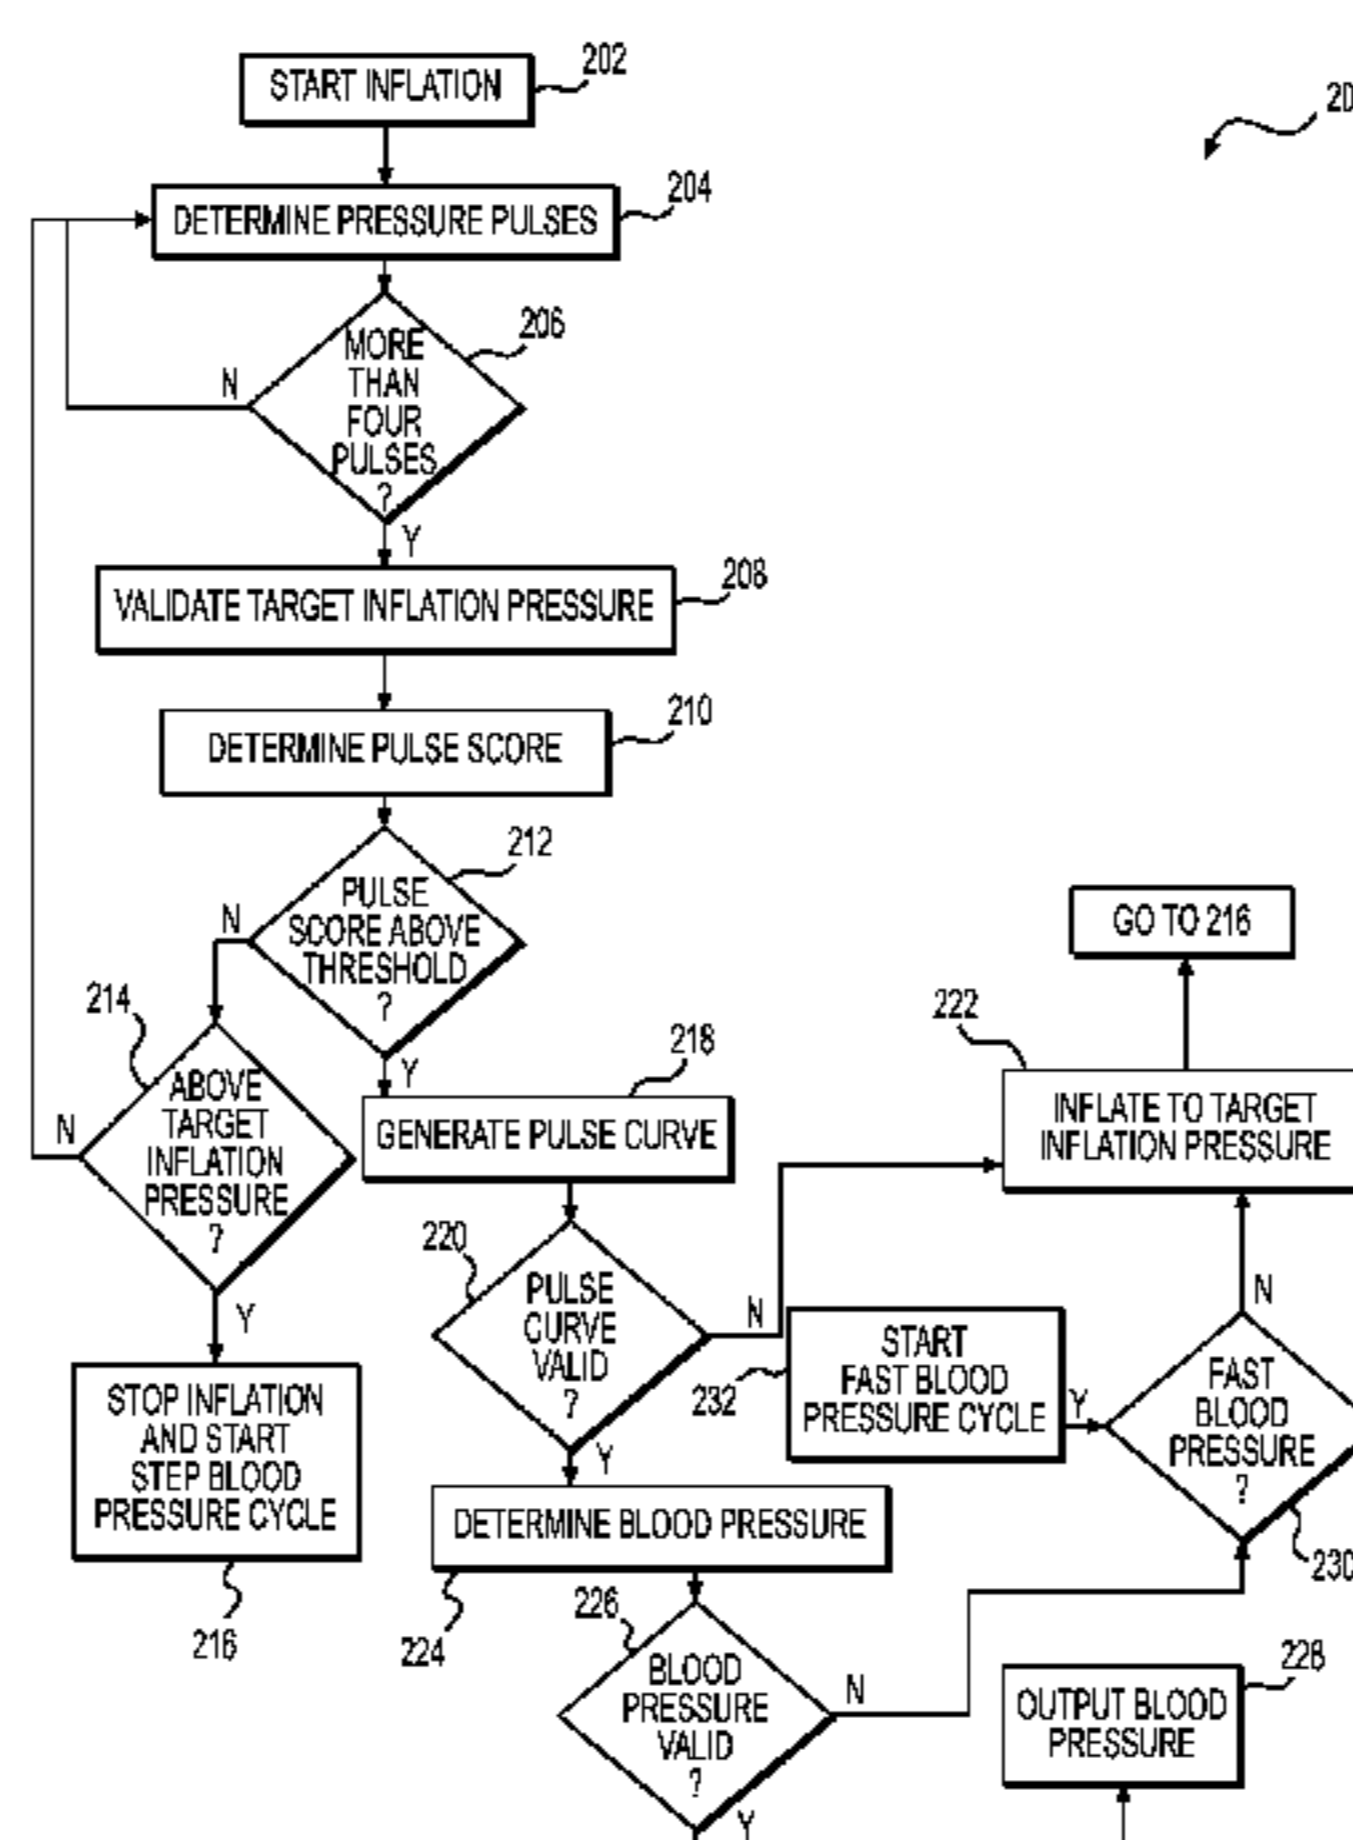 START INFLATION
202
20
DETERMINE PRESSURE PULSES
204
MORE
THAN
FOUR
PULSES
?
206
N
Y
VALIDATE TARGET INFLATION PRESSURE
208
DETERMINE PULSE SCORE
210
PULSE
SCORE ABOVE
THRESHOLD
?
212
N
Y
214
ABOVE
TARGET
INFLATION
PRESSURE
?
N
Y
STOP INFLATION
AND START
STEP BLOOD
PRESSURE CYCLE
216
218
GENERATE PULSE CURVE
220
PULSE
CURVE
VALID
?
N
Y
GO TO 216
222
INFLATE TO TARGET
INFLATION PRESSURE
N
START
FAST BLOOD
PRESSURE CYCLE
232
Y
FAST
BLOOD
PRESSURE
?
230
DETERMINE BLOOD PRESSURE
224
226
BLOOD
PRESSURE
VALID
?
N
Y
228
OUTPUT BLOOD
PRESSURE